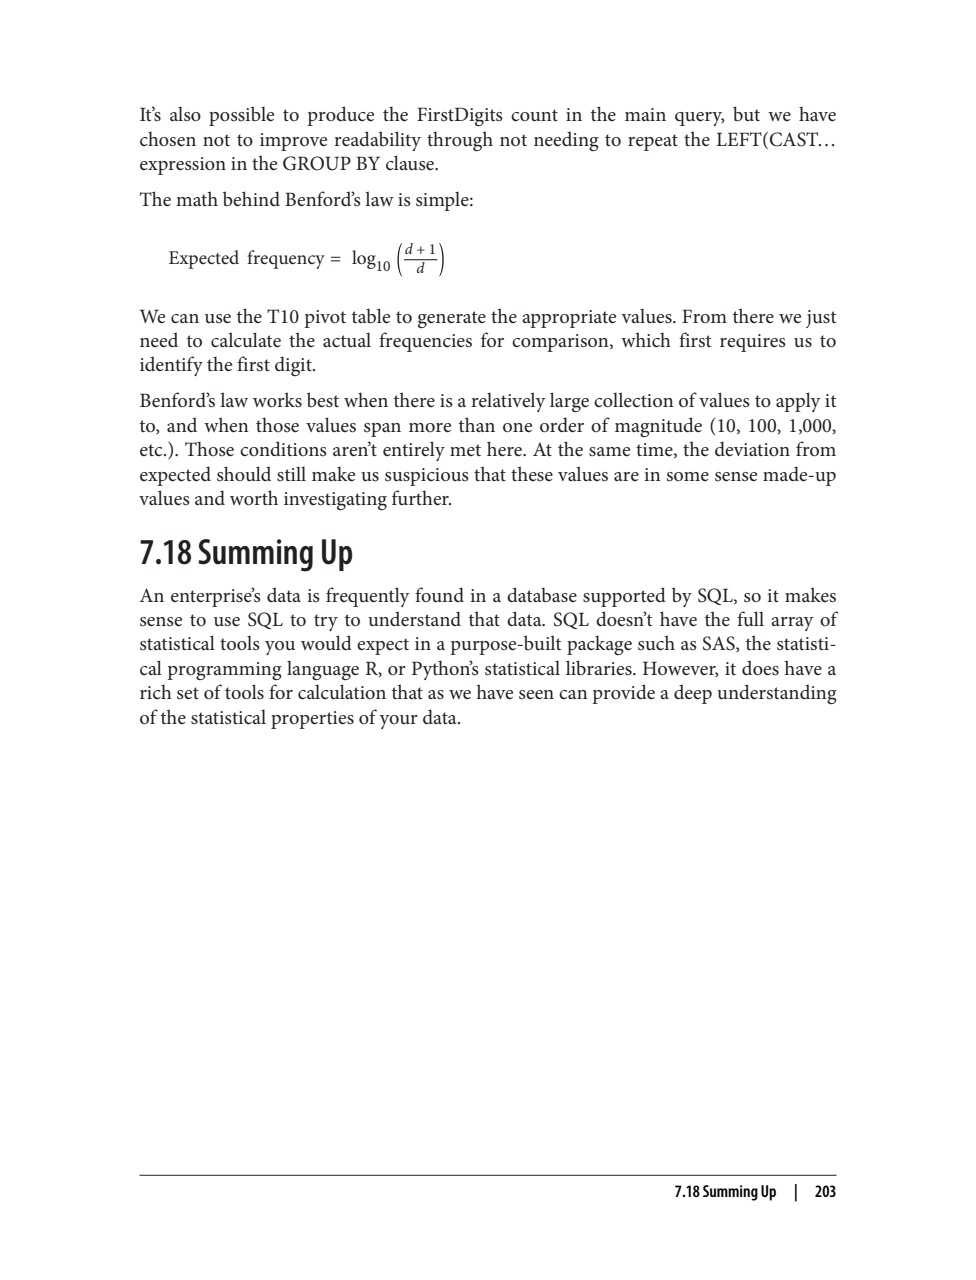 It’s also possible to produce the FirstDigits count in the main query, but we have
chosen not to improve readability through not needing to repeat the LEFT(CAST…
expression in the GROUP BY clause.
The math behind Benford’s law is simple:
Expected frequency = log₁₀ (d + 1 / d)
We can use the T10 pivot table to generate the appropriate values. From there we just
need to calculate the actual frequencies for comparison, which first requires us to
identify the first digit.
Benford’s law works best when there is a relatively large collection of values to apply it
to, and when those values span more than one order of magnitude (10, 100, 1,000,
etc.). Those conditions aren’t entirely met here. At the same time, the deviation from
expected should still make us suspicious that these values are in some sense made-up
values and worth investigating further.
7.18 Summing Up
An enterprise’s data is frequently found in a database supported by SQL, so it makes
sense to use SQL to try to understand that data. SQL doesn’t have the full array of
statistical tools you would expect in a purpose-built package such as SAS, the statisti-
cal programming language R, or Python’s statistical libraries. However, it does have a
rich set of tools for calculation that as we have seen can provide a deep understanding
of the statistical properties of your data.
7.18 Summing Up | 203